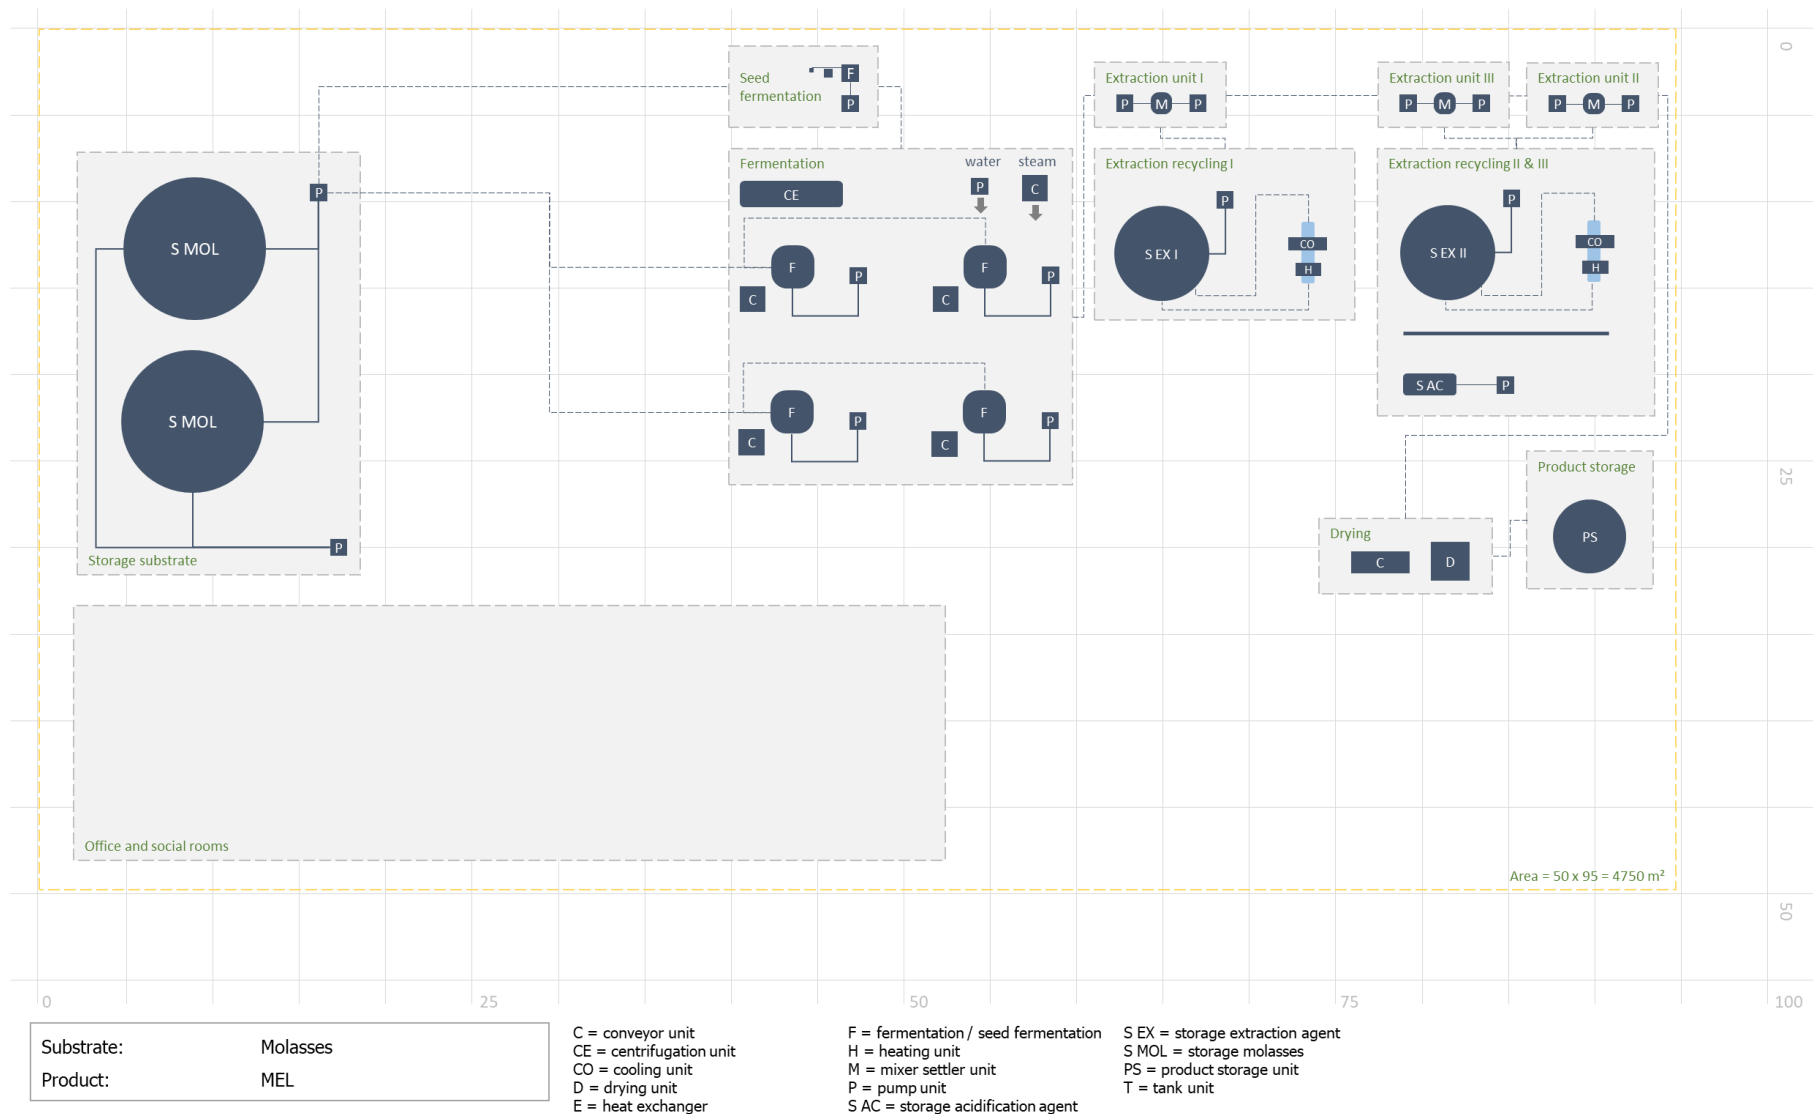 0
Seed
fermentation
F
P
Extraction unit I
P M P
Extraction unit III
P M P
Extraction unit II
P M P
Fermentation
water
steam
CE
P
C
Extraction recycling I
P
S EX I
CO
H
Extraction recycling II & III
P
S EX II
CO
H
S AC
P
P
S MOL
S MOL
P
Storage substrate
F
P
C
F
P
C
F
P
C
F
P
C
25
Product storage
PS
Drying
C
D
Office and social rooms
Area = 50 x 95 = 4750 m²
50
0
25
50
75
100
Substrate: Molasses
Product: MEL
C = conveyor unit
CE = centrifugation unit
CO = cooling unit
D = drying unit
E = heat exchanger
F = fermentation / seed fermentation
H = heating unit
M = mixer settler unit
P = pump unit
S AC = storage acidification agent
S EX = storage extraction agent
S MOL = storage molasses
PS = product storage unit
T = tank unit